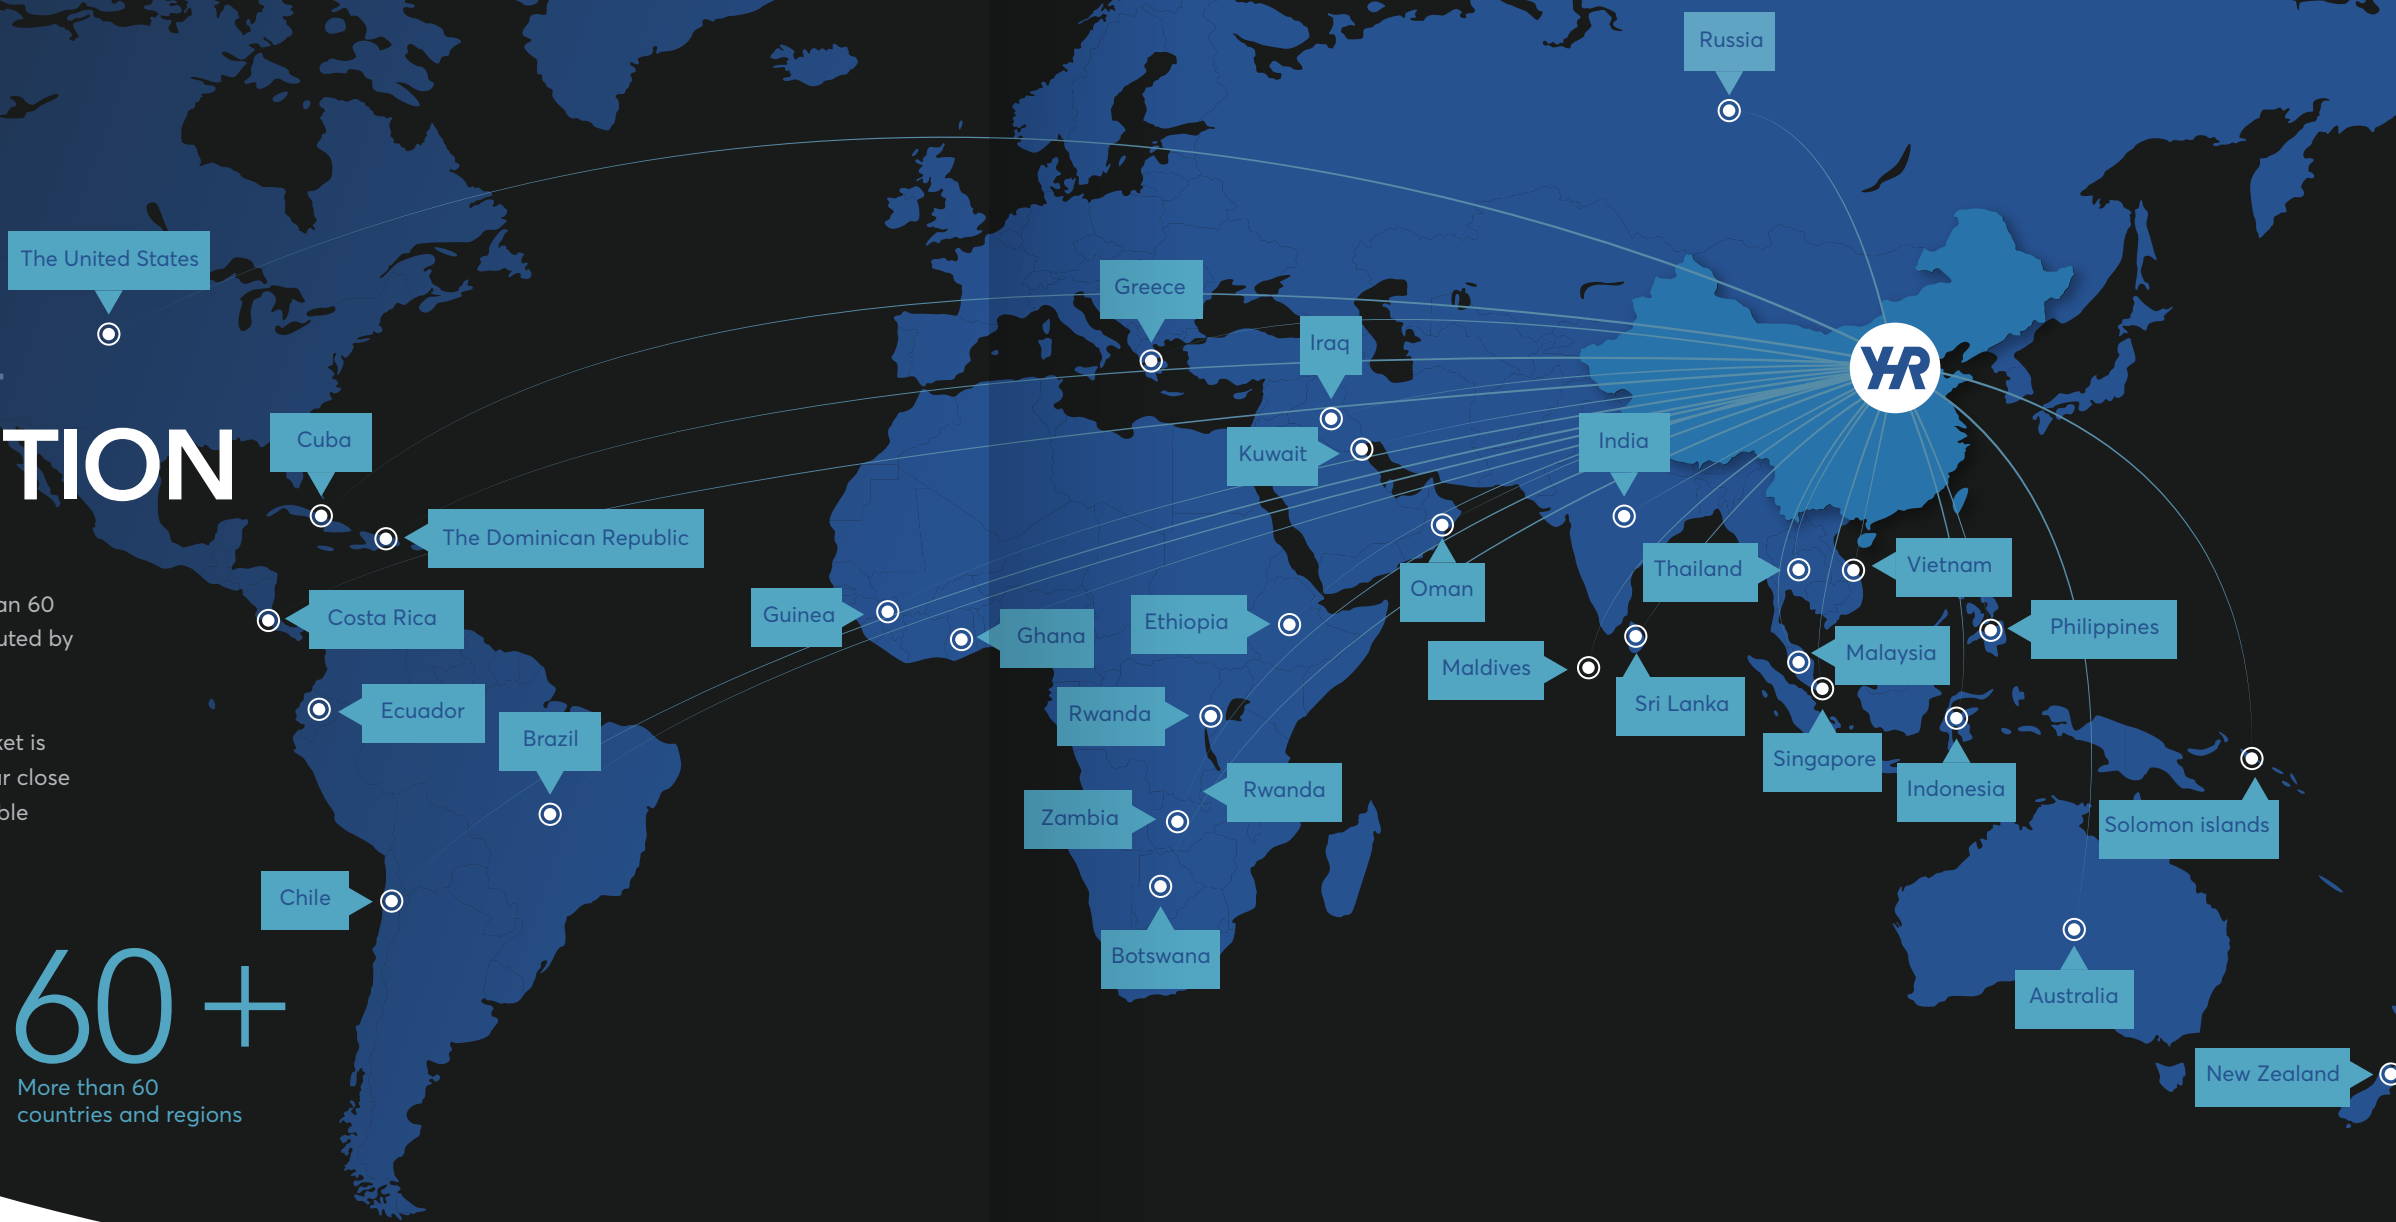 Russia
The United States
Greece
Iraq
YHR
Cuba
TION
India
Kuwait
The Dominican Republic
Thailand
Vietnam
Oman
an 60
Costa Rica
Guinea
Ghana
Ethiopia
Philippines
uted by
Malaysia
Maldives
Sri Lanka
Ecuador
Rwanda
Brazil
ket is
Singapore
r close
Rwanda
Indonesia
ble
Zambia
Solomon islands
Chile
Botswana
Australia
60 +
New Zealand
More than 60
countries and regions